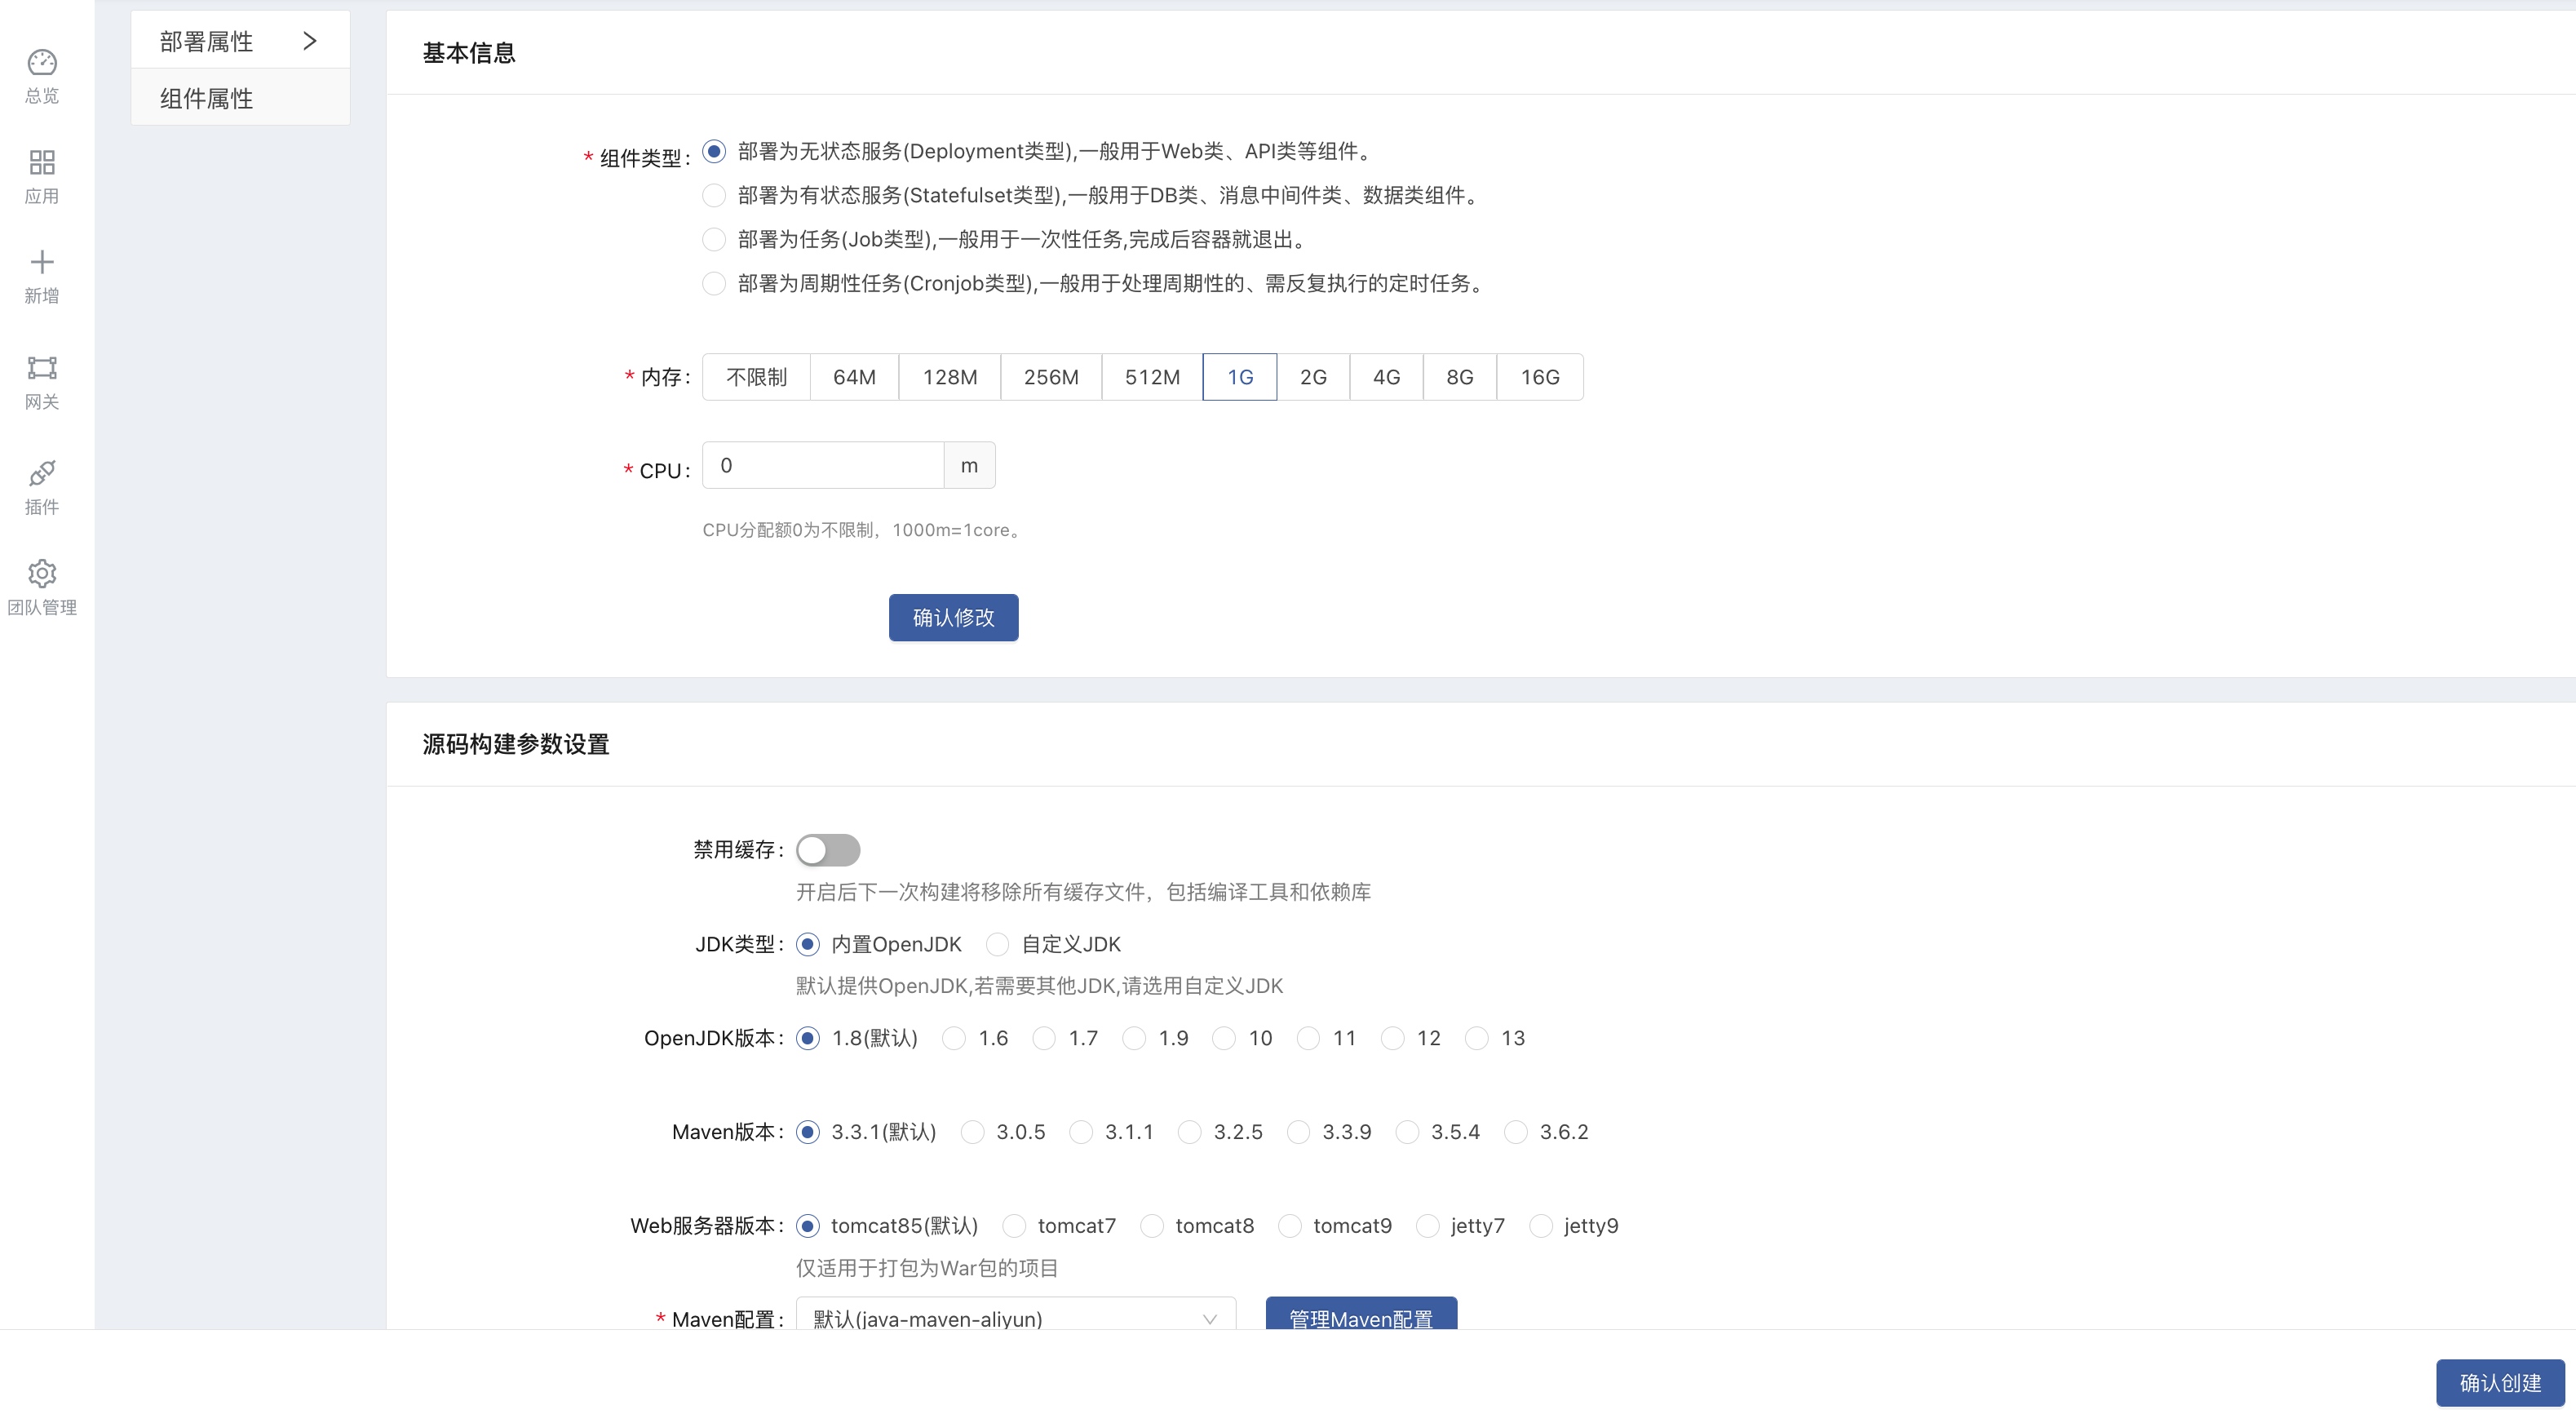 总览
应用
新增
网关
插件
团队管理
部署属性
组件属性
基本信息
* 组件类型:
部署为无状态服务(Deployment类型),一般用于Web类、API类等组件。
部署为有状态服务(Statefulset类型),一般用于DB类、消息中间件类、数据类组件。
部署为任务(Job类型),一般用于一次性任务,完成后容器就退出。
部署为周期性任务(Cronjob类型),一般用于处理周期性的、需反复执行的定时任务。
* 内存: 不限制 64M 128M 256M 512M 1G 2G 4G 8G 16G
* CPU: 0 m
CPU分配额0为不限制，1000m=1core。
确认修改
源码构建参数设置
禁用缓存:
开启后下一次构建将移除所有缓存文件，包括编译工具和依赖库
JDK类型: 内置OpenJDK 自定义JDK
默认提供OpenJDK,若需要其他JDK,请选用自定义JDK
OpenJDK版本: 1.8(默认) 1.6 1.7 1.9 10 11 12 13
Maven版本: 3.3.1(默认) 3.0.5 3.1.1 3.2.5 3.3.9 3.5.4 3.6.2
Web服务器版本: tomcat85(默认) tomcat7 tomcat8 tomcat9 jetty7 jetty9
仅适用于打包为War包的项目
* Maven配置: 默认(java-maven-aliyun) 管理Maven配置
确认创建